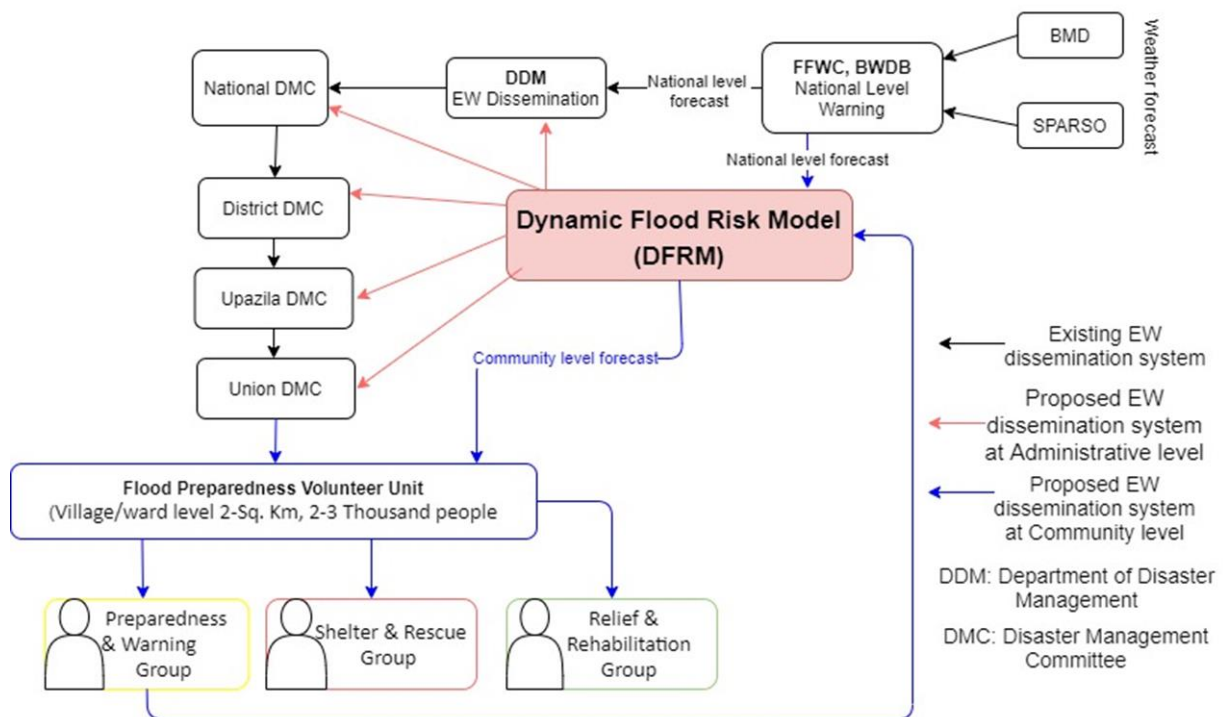 BMD
Weather forecast
SPARSO
FFWC, BWDB
National Level
Warning
National level
forecast
DDM
EW Dissemination
National DMC
National level forecast
District DMC
Dynamic Flood Risk Model
(DFRM)
Upazila DMC
Community level forecast
Union DMC
Existing EW
dissemination system
Proposed EW
dissemination system
at Administrative level
Proposed EW
dissemination system
at Community level
Flood Preparedness Volunteer Unit
(Village/ward level 2-Sq. Km, 2-3 Thousand people
DDM: Department of Disaster
Management
DMC: Disaster Management
Committee
Preparedness
& Warning
Group
Shelter & Rescue
Group
Relief &
Rehabilitation
Group